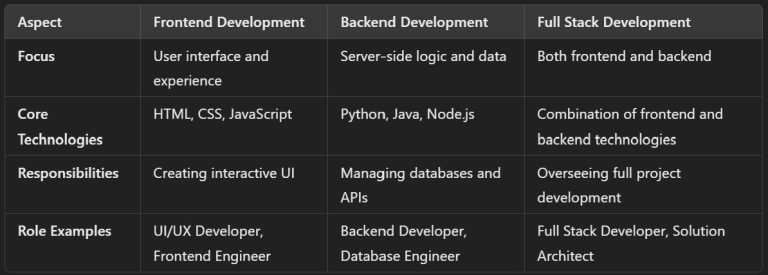 Aspect Frontend Development Backend Development Full Stack Development
Focus User interface and Server-side logic and data Both frontend and backend
experience
Core HTML, CSS, JavaScript Python, Java, Node.js Combination of frontend and
Technologies backend technologies
Responsibilities Creating interactive UI Managing databases and Overseeing full project
APIs development
Role Examples UI/UX Developer, Backend Developer, Full Stack Developer, Solution
Frontend Engineer Database Engineer Architect